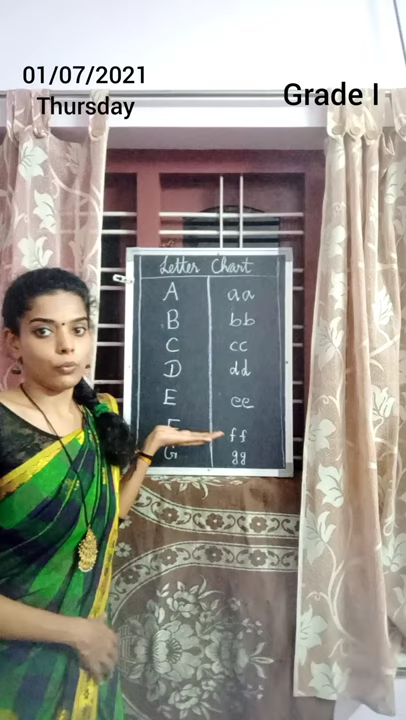 01/07/2021
Thursday
Grade I
Letter Chart
A aa
B bb
C cc
D dd
E ee
F ff
G gg